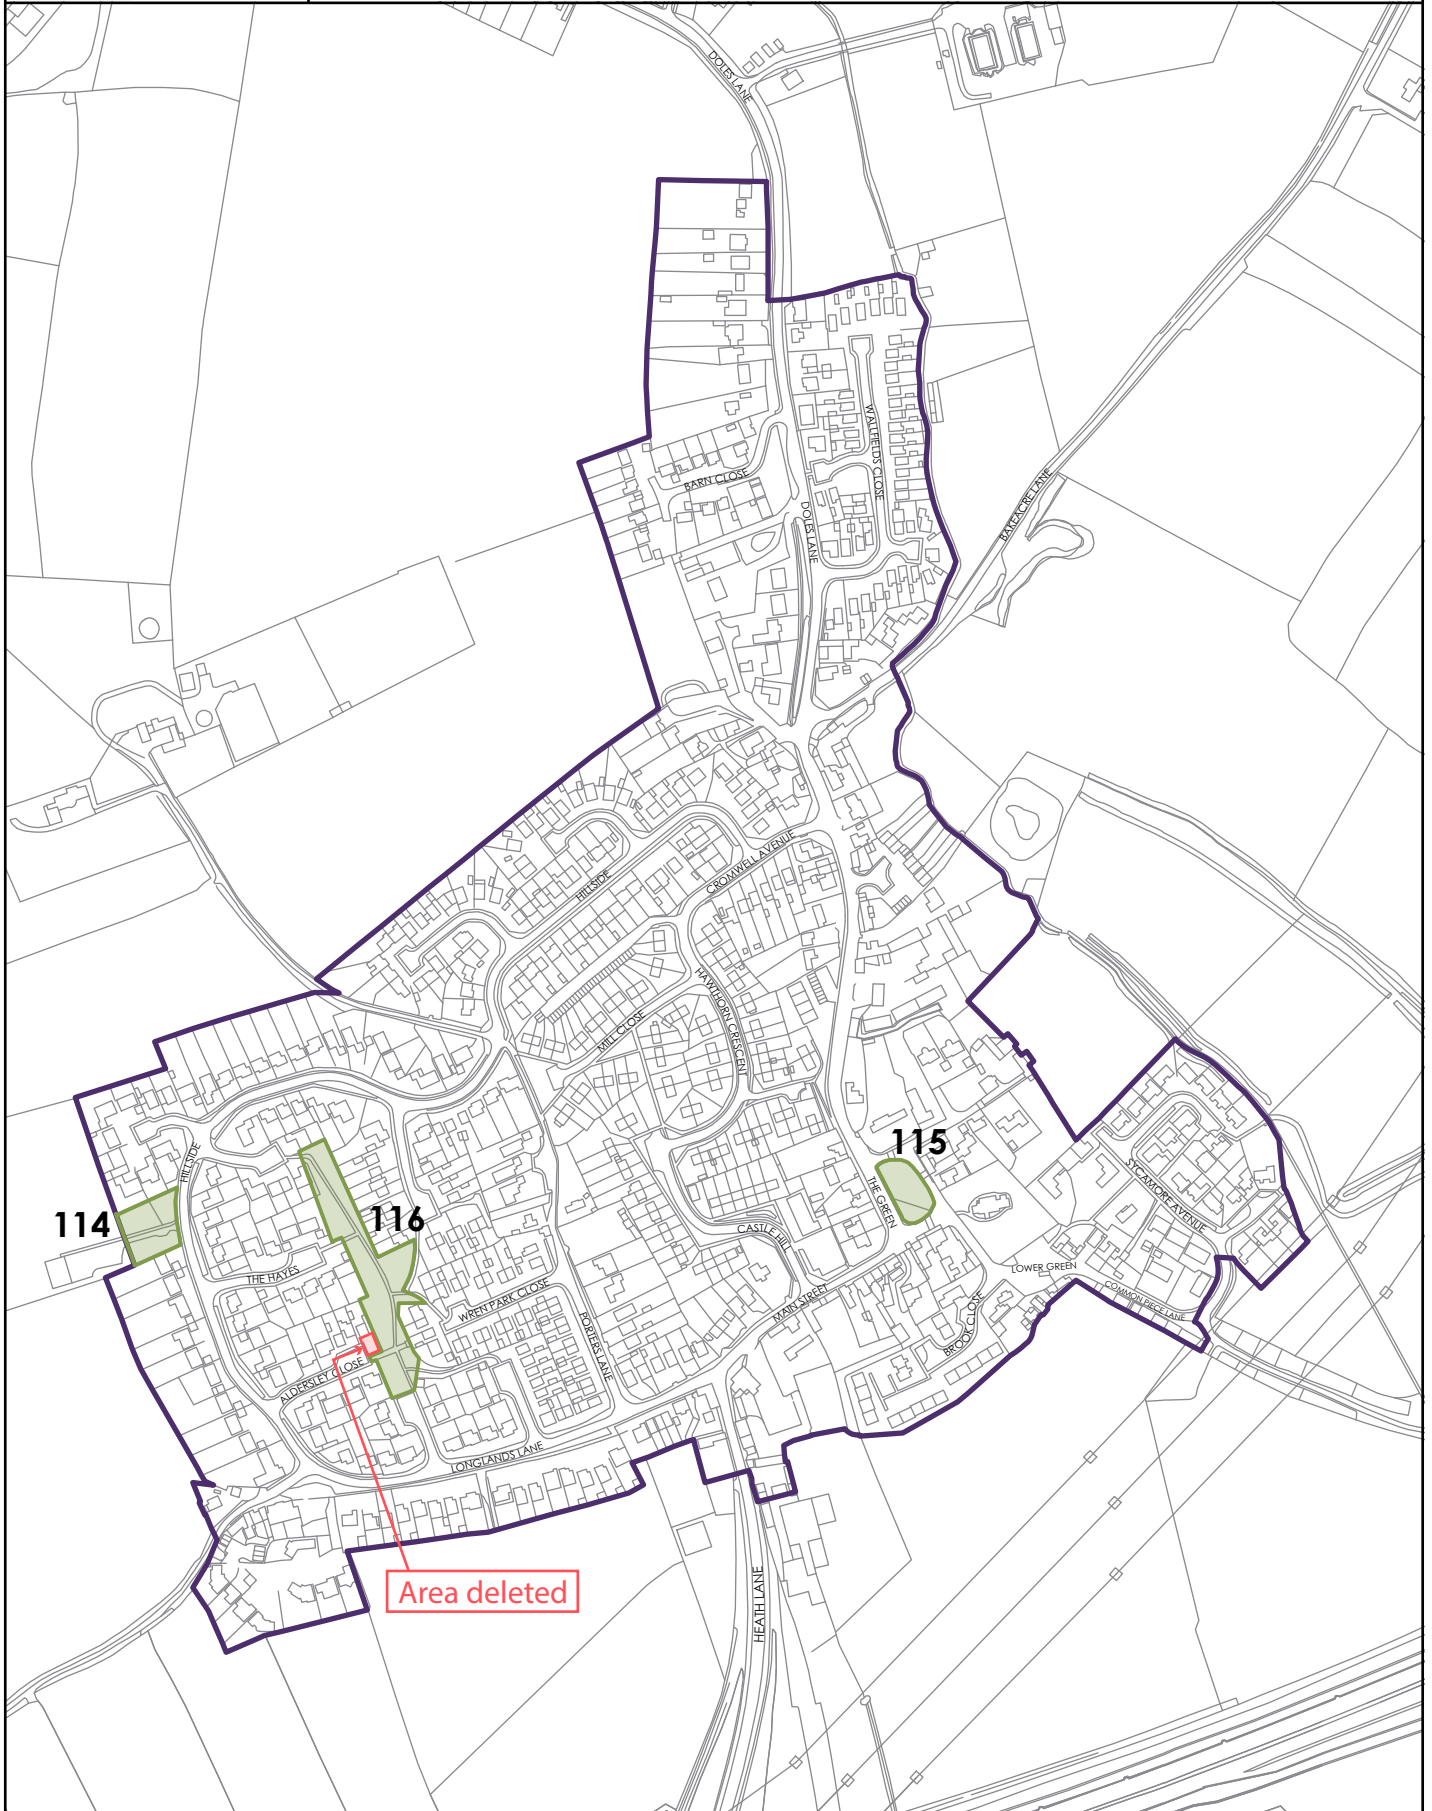 DOLES LANE
WALLFIELDS CLOSE
BARN CLOSE
BAKEACRE LANE
DOLES LANE
CROMWELL AVENUE
HILLSIDE
HAWTHORN CRESCENT
MILL CLOSE
115
HILLSIDE
SYCAMORE AVENUE
THE GREEN
114
116
CASTLE HILL
LOWER GREEN
THE HAYES
WREN PARK CLOSE
COMMON PIECE LANE
MAIN STREET
BROOK CLOSE
PORTERS LANE
ALDERSLEY CLOSE
LONGLANDS LANE
Area deleted
HEATH LANE